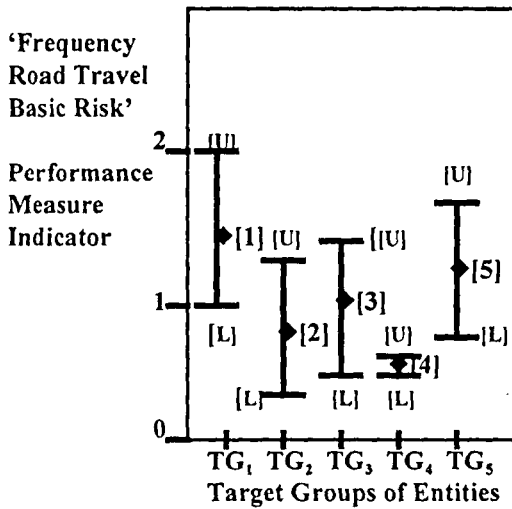 ‘Frequency
Road Travel
Basic Risk’
Performance
Measure
Indicator
2
1
0
[U]
[1]
[L]
[U]
[2]
[L]
{[U]
[3]
[L]
[U]
[4]
[L]
[U]
[5]
[L]
TG₁ TG₂ TG₃ TG₄ TG₅
Target Groups of Entities